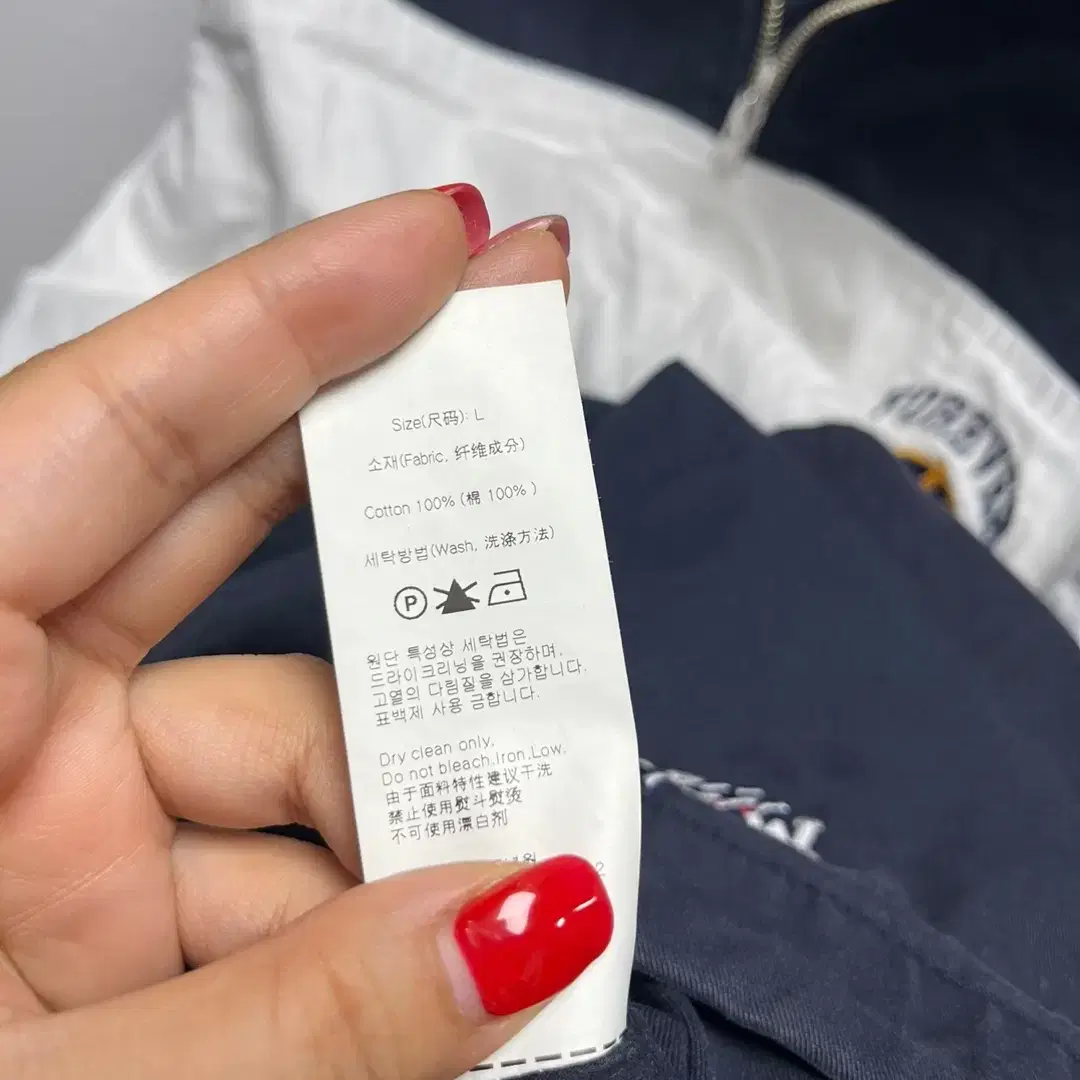 Size(尺码): L
소재(Fabric, 纤维成分)
Cotton 100% (棉 100% )
세탁방법(Wash, 洗涤方法)
P
원단 특성상 세탁법은
드라이크리닝을 권장하며,
고열의 다림질을 삼가합니다.
표백제 사용 금합니다.
Dry clean only,
Do not bleach,Iron,Low,
由于面料特性建议干洗
禁止使用熨斗熨烫
不可使用漂白剂